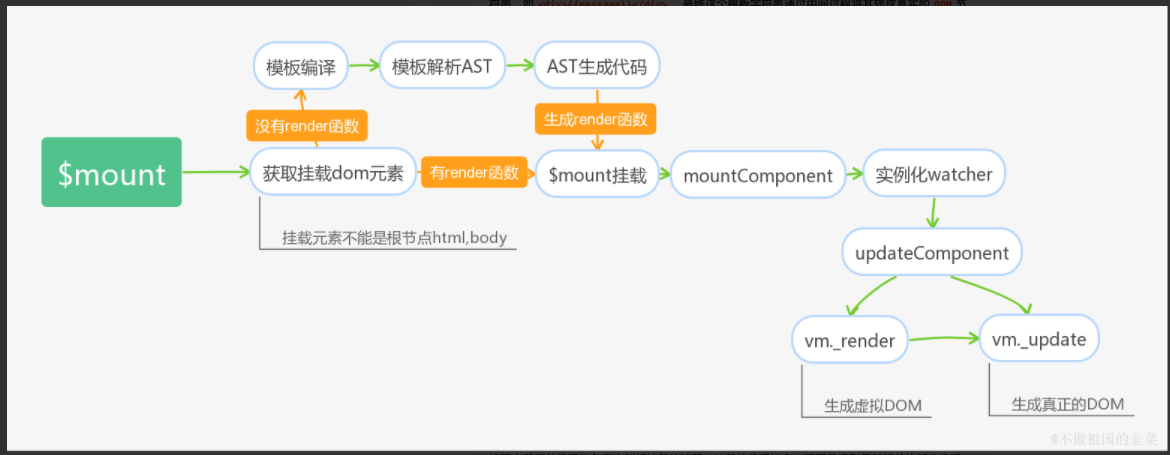 模板编译
模板解析AST
AST生成代码
没有render函数
生成render函数
$mount
获取挂载dom元素
有render函数
$mount挂载
mountComponent
实例化watcher
挂载元素不能是根节点html,body
updateComponent
vm._render
vm._update
生成虚拟DOM
生成真正的DOM
@不做祖国的韭菜